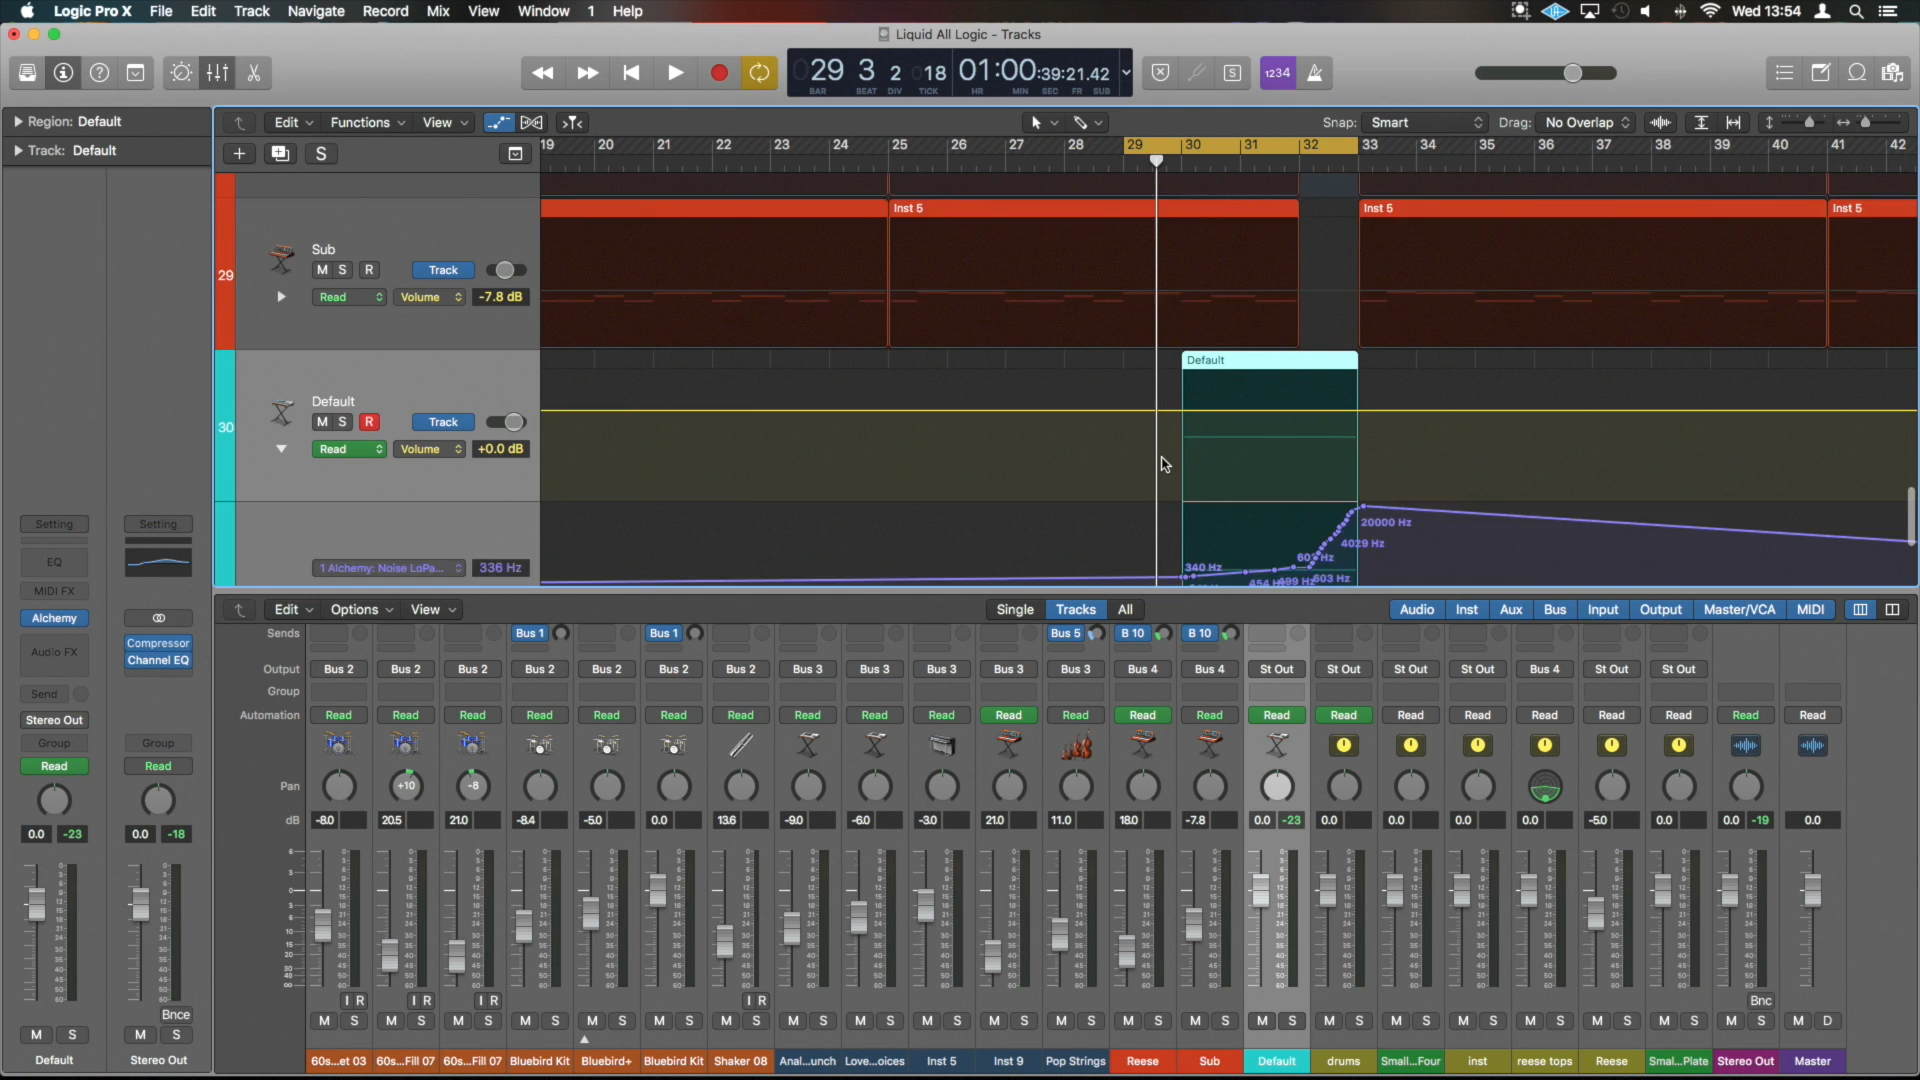 Logic Pro X File Edit Track Navigate Record Mix View Window 1 Help Wed 13:54
Liquid All Logic - Tracks
29 3 2 018 01:00:39:21.42
BAR BEAT DIV TICK HR MIN SEC FR SUB
S 1234
Region: Default
Track: Default
Edit Functions View Snap: Smart Drag: No Overlap
S
19 20 21 22 23 24 25 26 27 28 29 30 31 32 33 34 35 36 37 38 39 40 41 42
Inst 5 Inst 5 Inst 5
29
Sub
M S R Track
Read Volume -7.8 dB
30
Default
M S R Track
Read Volume +0.0 dB
Default
1 Alchemy: Noise LoPa... 336 Hz
20000 Hz
4029 Hz
340 Hz
603 Hz
Setting Setting
EQ
MIDI FX
Alchemy
Audio FX
Compressor
Channel EQ
Send
Stereo Out
Group Group
Read Read
0.0 -23 0.0 -18
Bnce
M S M S
Default Stereo Out
Edit Options View Single Tracks All Audio Inst Aux Bus Input Output Master/VCA MIDI
Sends Bus 1 Bus 1 Bus 5 B 10 B 10
Output Bus 2 Bus 2 Bus 2 Bus 2 Bus 2 Bus 2 Bus 2 Bus 3 Bus 3 Bus 3 Bus 3 Bus 3 Bus 4 Bus 4 St Out St Out St Out St Out Bus 4 St Out St Out
Group
Automation Read Read Read Read Read Read Read Read Read Read Read Read Read Read Read Read Read Read Read Read Read Read Read
Pan +10 -8
dB -8.0 20.5 21.0 -8.4 -5.0 0.0 13.6 -9.0 -6.0 -3.0 21.0 11.0 18.0 -7.8 0.0 -23 0.0 0.0 0.0 0.0 -5.0 0.0 0.0 -19 0.0
I R I R I R I R Bnc
M S M S M S M S M S M S M S M S M S M S M S M S M S M S M S M S M S M S M S M S M S M S M D
60s...et 03 60s...Fill 07 60s...Fill 07 Bluebird Kit Bluebird+ Bluebird Kit Shaker 08 Anal...unch Love...oices Inst 5 Inst 9 Pop Strings Reese Sub Default drums Small...Four inst reese tops Reese Smal...Plate Stereo Out Master